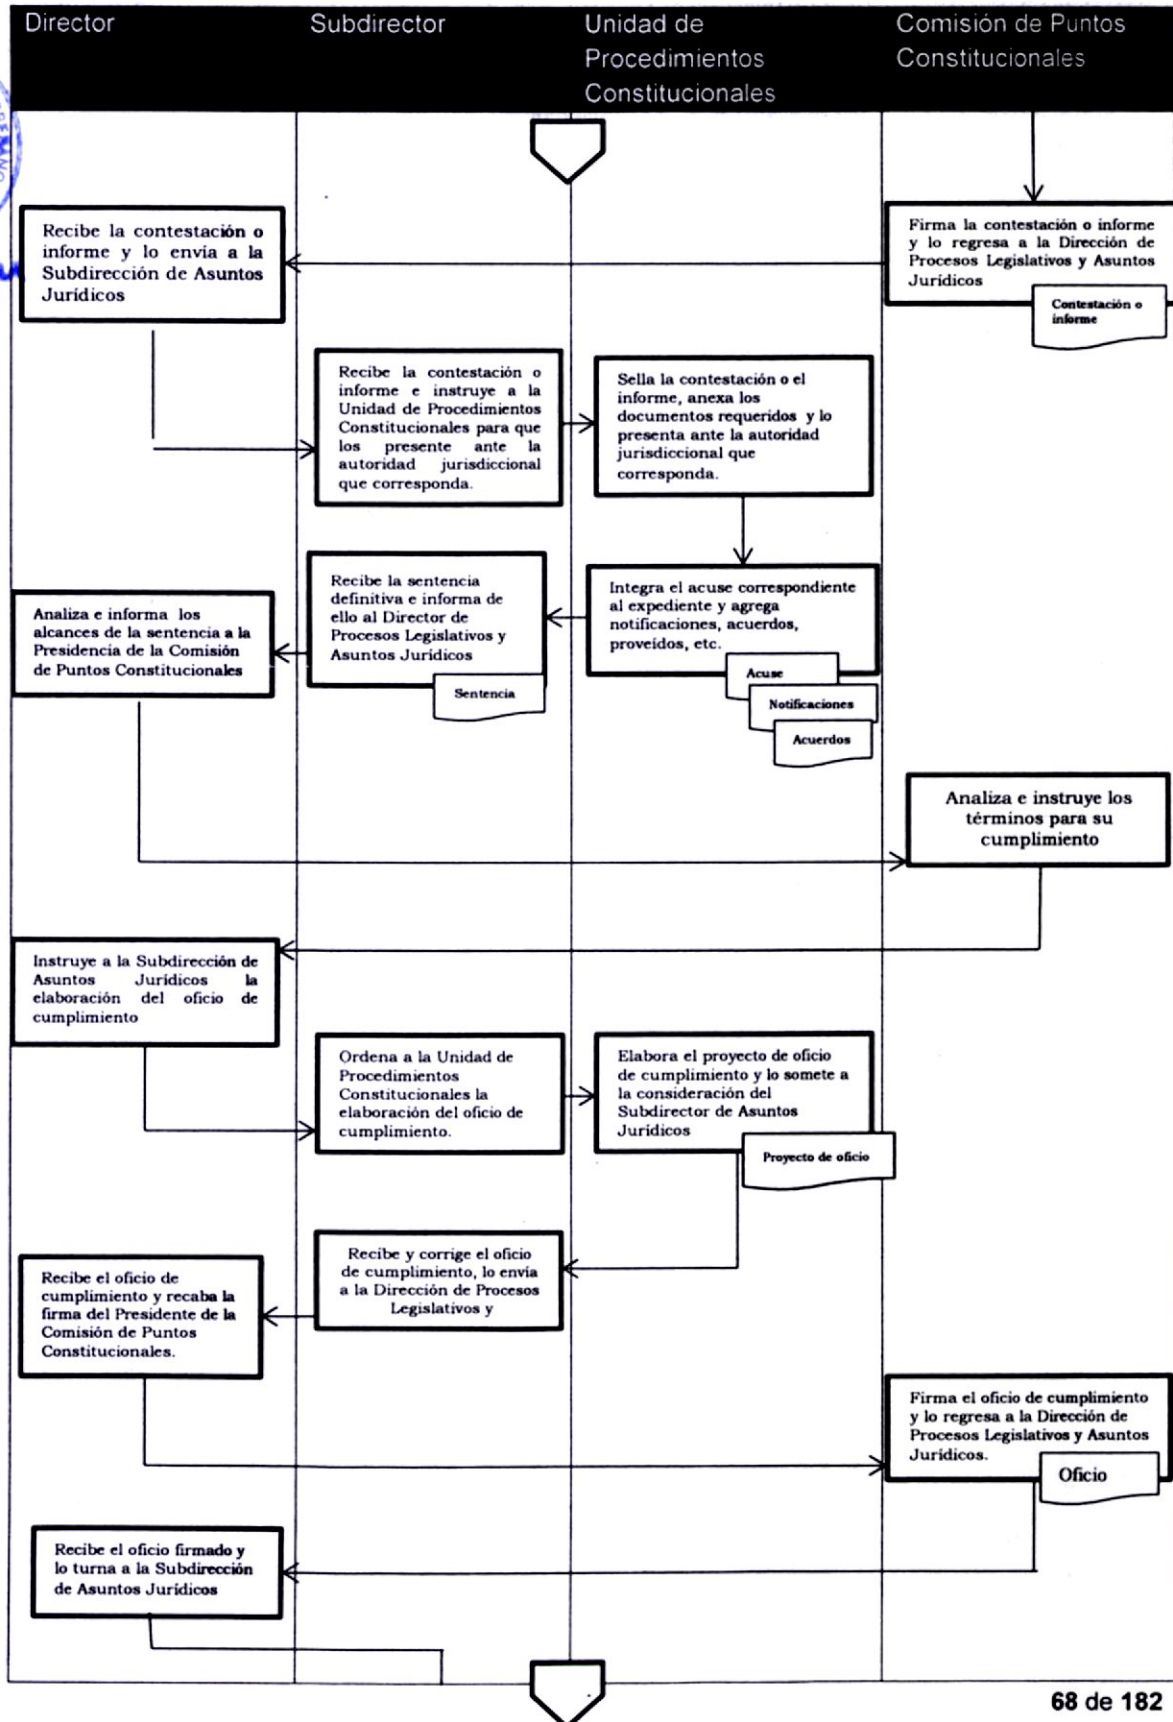 Director
Subdirector
Unidad de
Procedimientos
Constitucionales
Comisión de Puntos
Constitucionales
Firma la contestación o informe
y lo regresa a la Dirección de
Procesos Legislativos y Asuntos
Jurídicos
Contestación o
informe
Recibe la contestación o
informe y lo envía a la
Subdirección de Asuntos
Jurídicos
Recibe la contestación o
informe e instruye a la
Unidad de Procedimientos
Constitucionales para que
los presente ante la
autoridad jurisdiccional
que corresponda.
Sella la contestación o el
informe, anexa los
documentos requeridos y lo
presenta ante la autoridad
jurisdiccional que
corresponda.
Integra el acuse correspondiente
al expediente y agrega
notificaciones, acuerdos,
proveídos, etc.
Acuse
Notificaciones
Acuerdos
Recibe la sentencia
definitiva e informa de
ello al Director de
Procesos Legislativos y
Asuntos Jurídicos
Sentencia
Analiza e informa los
alcances de la sentencia a la
Presidencia de la Comisión
de Puntos Constitucionales
Analiza e instruye los
términos para su
cumplimiento
Instruye a la Subdirección de
Asuntos Jurídicos la
elaboración del oficio de
cumplimiento
Ordena a la Unidad de
Procedimientos
Constitucionales la
elaboración del oficio de
cumplimiento.
Elabora el proyecto de oficio
de cumplimiento y lo somete a
la consideración del
Subdirector de Asuntos
Jurídicos
Proyecto de oficio
Recibe y corrige el oficio
de cumplimiento, lo envía
a la Dirección de Procesos
Legislativos y
Recibe el oficio de
cumplimiento y recaba la
firma del Presidente de la
Comisión de Puntos
Constitucionales.
Firma el oficio de cumplimiento
y lo regresa a la Dirección de
Procesos Legislativos y Asuntos
Jurídicos.
Oficio
Recibe el oficio firmado y
lo turna a la Subdirección
de Asuntos Jurídicos
68 de 182